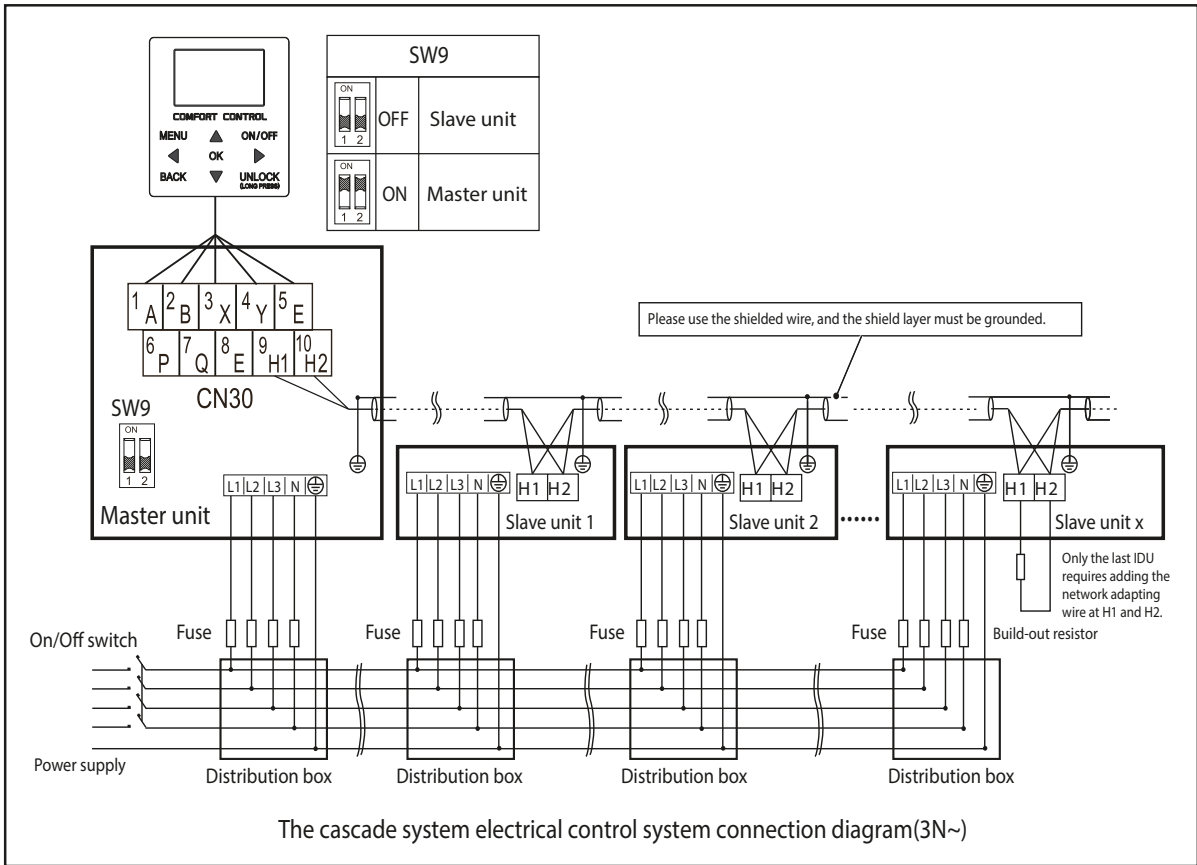 SW9
ON
1 2
OFF
Slave unit
ON
1 2
ON
Master unit
COMFORT CONTROL
MENU
ON/OFF
OK
BACK
UNLOCK
(LONG PRESS)
1 A 2 B 3 X 4 Y 5 E
6 P 7 Q 8 E 9 H1 10 H2
CN30
SW9
ON
1 2
Master unit
L1 L2 L3 N
Please use the shielded wire, and the shield layer must be grounded.
L1 L2 L3 N
H1 H2
Slave unit 1
L1 L2 L3 N
H1 H2
Slave unit 2
......
L1 L2 L3 N
H1 H2
Slave unit x
Only the last IDU
requires adding the
network adapting
wire at H1 and H2.
Build-out resistor
On/Off switch
Fuse
Fuse
Fuse
Fuse
Power supply
Distribution box
Distribution box
Distribution box
Distribution box
The cascade system electrical control system connection diagram(3N~)